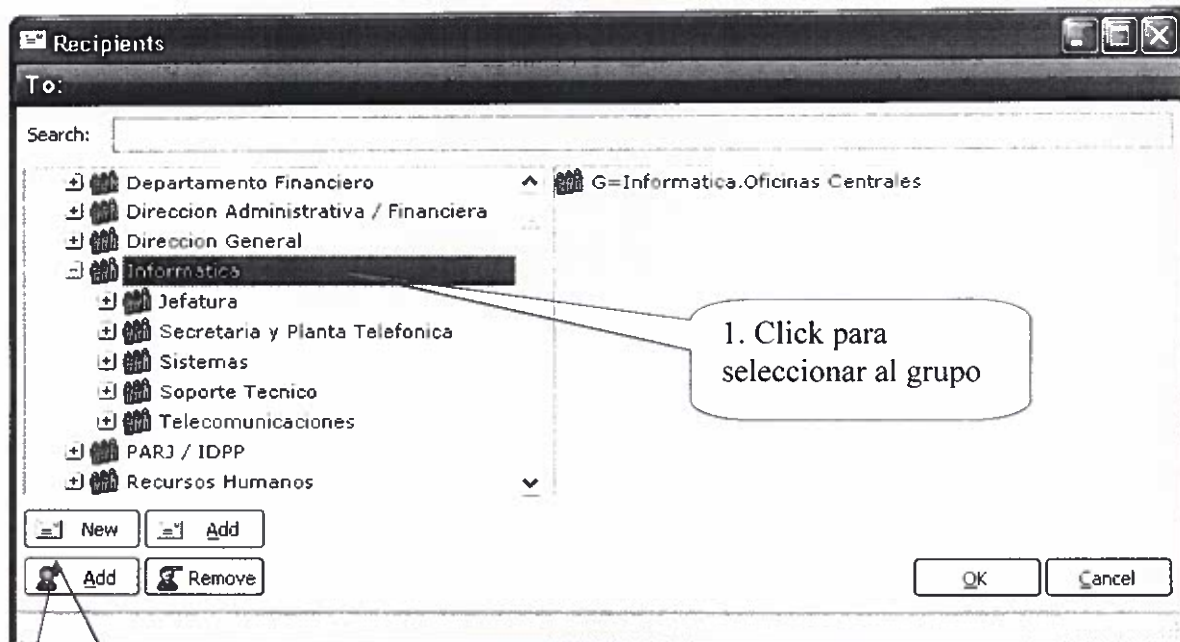 Recipients
To:
Search:
Departamento Financiero
Direccion Administrativa / Financiera
Direccion General
Informatica
Jefatura
Secretaria y Planta Telefonica
Sistemas
Soporte Tecnico
Telecomunicaciones
PARJ / IDPP
Recursos Humanos
G=Informatica.Oficinas Centrales
1. Click para
seleccionar al grupo
New Add
Add Remove OK Cancel